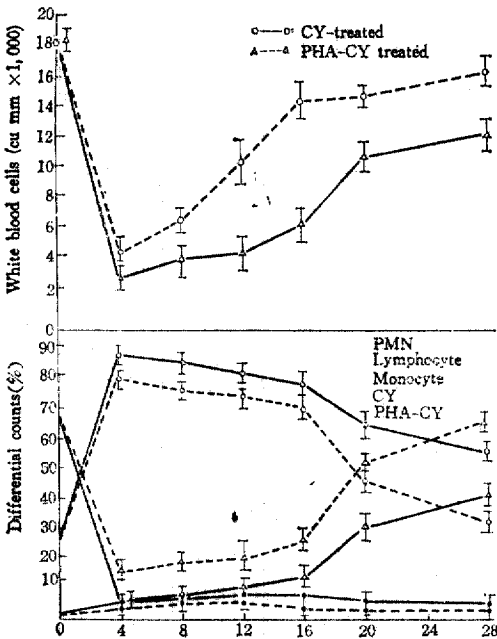 20
18
16
14
12
10
8
6
4
2
0
White blood cells (cu mm ×1,000)
CY-treated
PHA-CY treated
90
80
70
60
50
40
30
20
10
Differential counts(%)
PMN
Lymphocyte
Monocyte
CY
PHA-CY
0 4 8 12 16 20 28